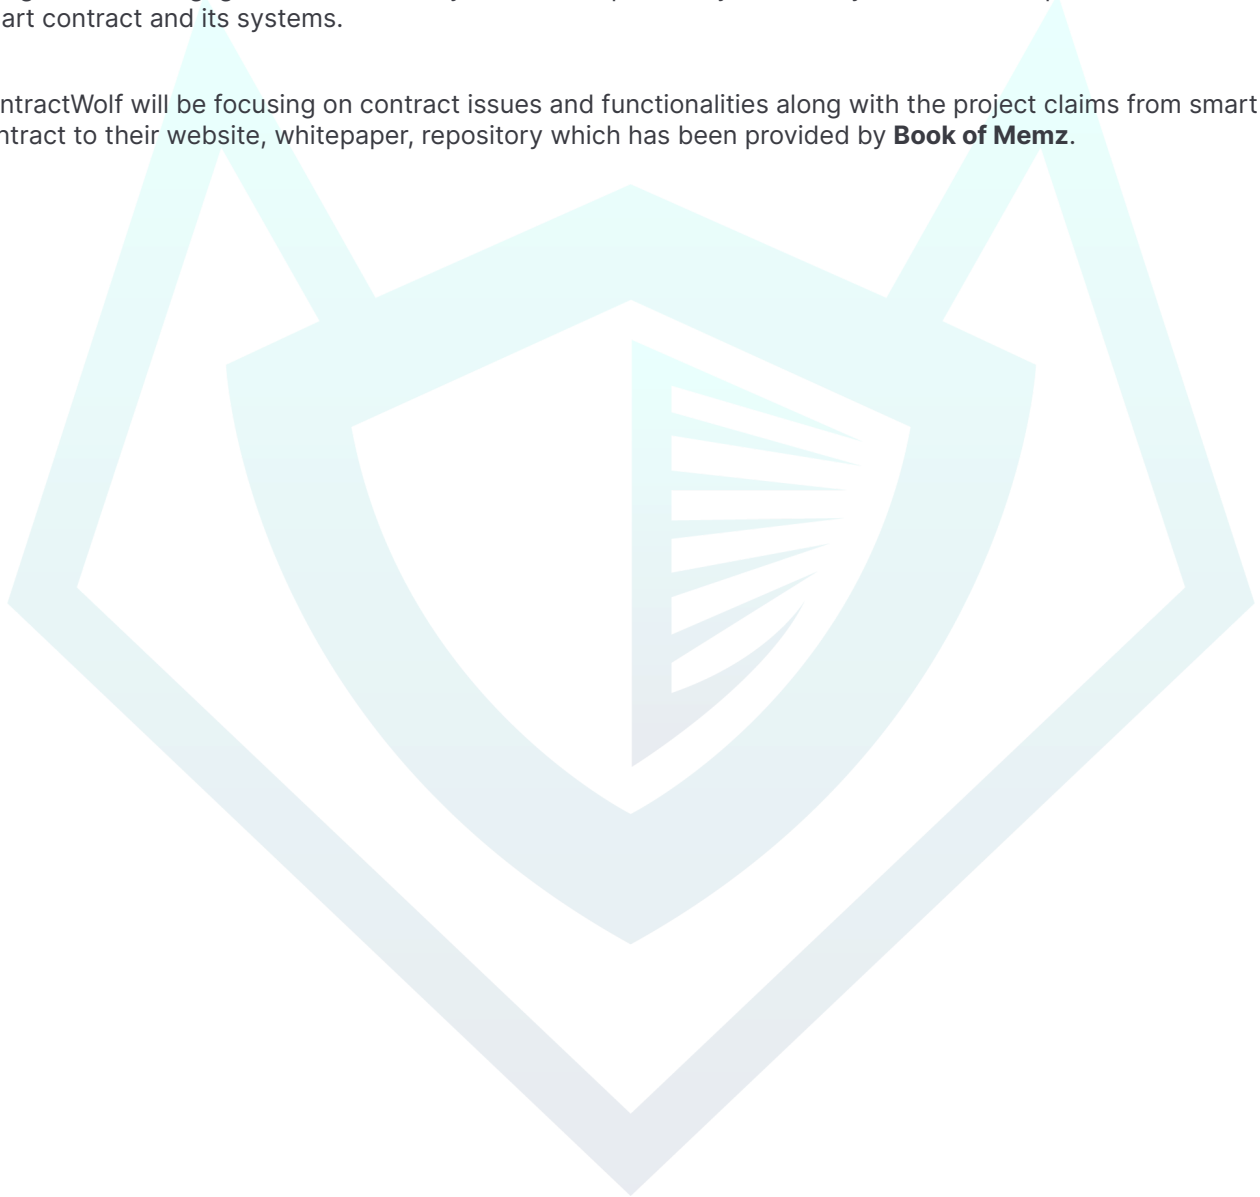 art contract and its systems.
ntractWolf will be focusing on contract issues and functionalities along with the project claims from smart
ntract to their website, whitepaper, repository which has been provided by Book of Memz.